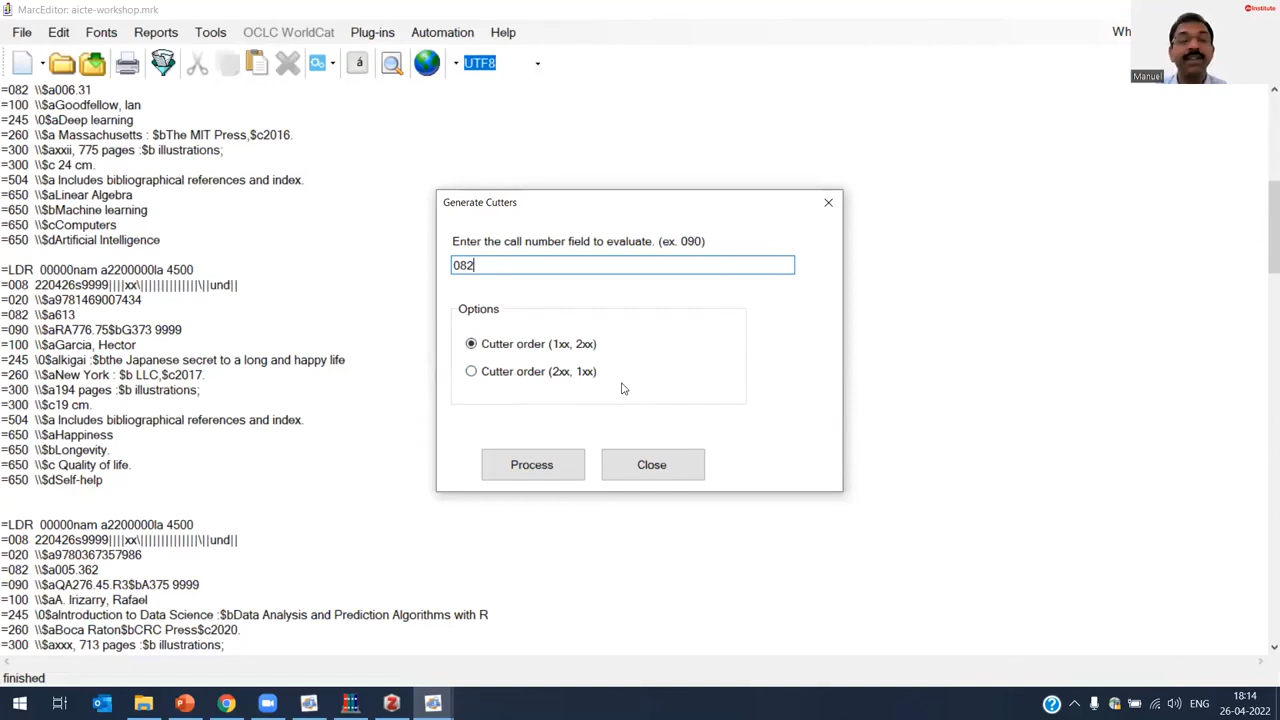 MarcEditor: aicte-workshop.mrk
Institute
File Edit Fonts Reports Tools OCLC WorldCat Plug-ins Automation Help
Wh
á UTF8
Manuel
=082 \\$a006.31
=100 \\$aGoodfellow, Ian
=245 \0$aDeep learning
=260 \\$a Massachusetts : $bThe MIT Press,$c2016.
=300 \\$axxii, 775 pages : $b illustrations;
=300 \\$c 24 cm.
=504 \\$a Includes bibliographical references and index.
=650 \\$aLinear Algebra
=650 \\$bMachine learning
=650 \\$cComputers
=650 \\$dArtificial Intelligence
=LDR 00000nam a2200000Ia 4500
=008 220426s9999||||xx\||||||||||||||\||und||
=020 \\$a9781469007434
=082 \\$a613
=090 \\$aRA776.75$bG373 9999
=100 \\$aGarcia, Hector
=245 \0$aIkigai :$bthe Japanese secret to a long and happy life
=260 \\$aNew York : $b LLC,$c2017.
=300 \\$a194 pages :$b illustrations;
=300 \\$c19 cm.
=504 \\$a Includes bibliographical references and index.
=650 \\$aHappiness
=650 \\$bLongevity.
=650 \\$c Quality of life.
=650 \\$dSelf-help
=LDR 00000nam a2200000Ia 4500
=008 220426s9999||||xx\||||||||||||||\||und||
=020 \\$a9780367357986
=082 \\$a005.362
=090 \\$aQA276.45.R3$bA375 9999
=100 \\$aA. Irizarry, Rafael
=245 \0$aIntroduction to Data Science :$bData Analysis and Prediction Algorithms with R
=260 \\$aBoca Raton$bCRC Press$c2020.
=300 \\$axxx, 713 pages :$b illustrations;
Generate Cutters
Enter the call number field to evaluate. (ex. 090)
082
Options
Cutter order (1xx, 2xx)
Cutter order (2xx, 1xx)
Process Close
finished
ENG
18:14
26-04-2022